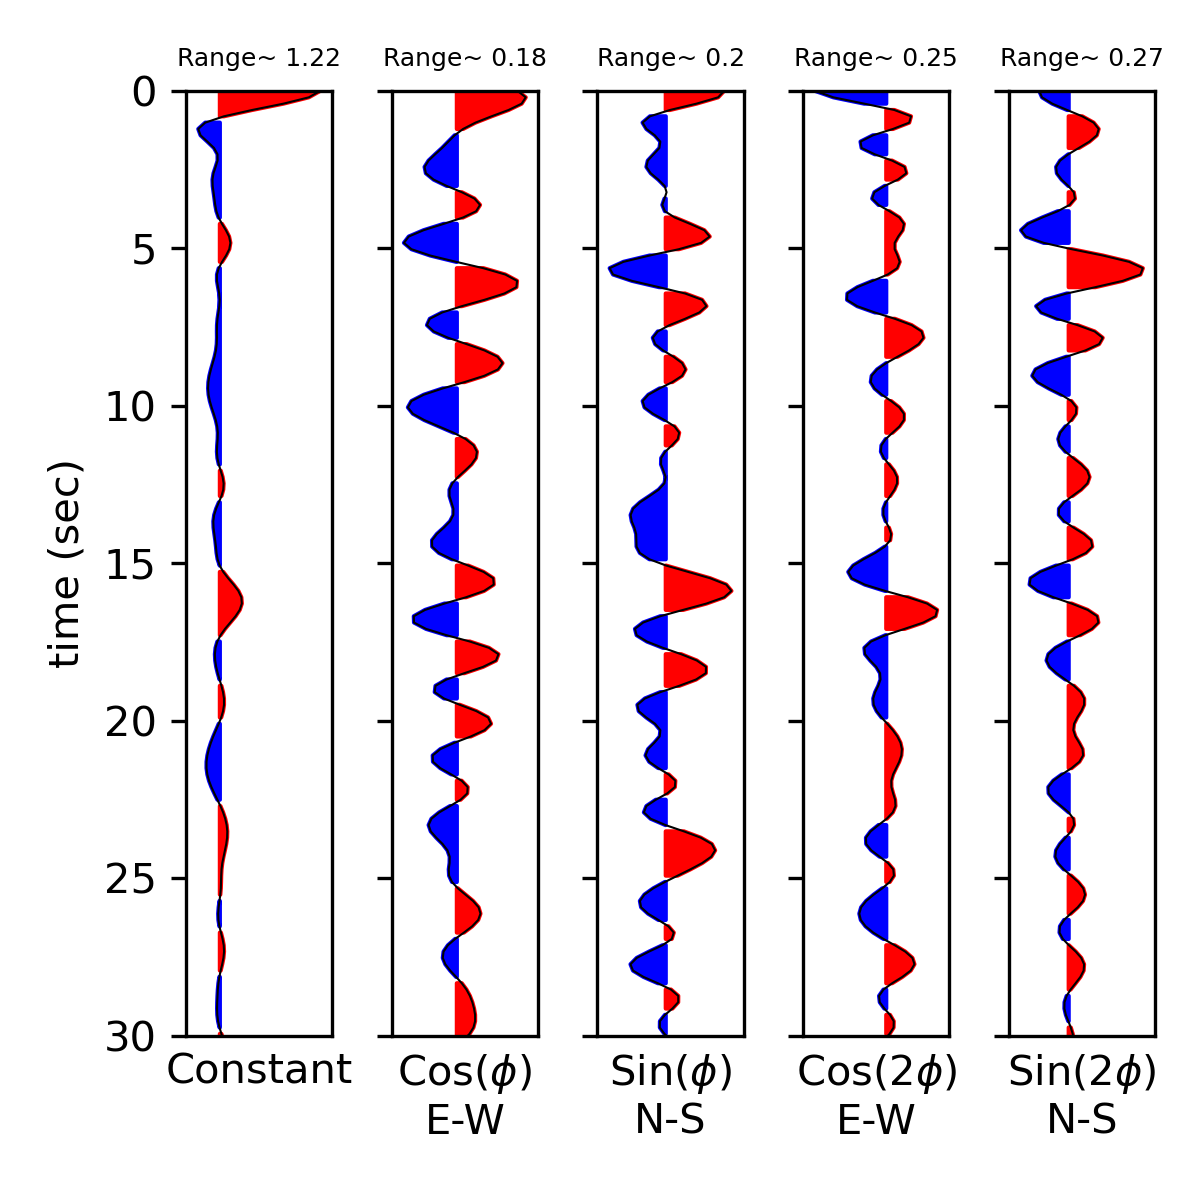 Range~ 1.22 Range~ 0.18 Range~ 0.2 Range~ 0.25 Range~ 0.27
0
5
10
15
20
25
30
time (sec)
Constant Cos(ϕ) Sin(ϕ) Cos(2ϕ) Sin(2ϕ)
E-W N-S E-W N-S